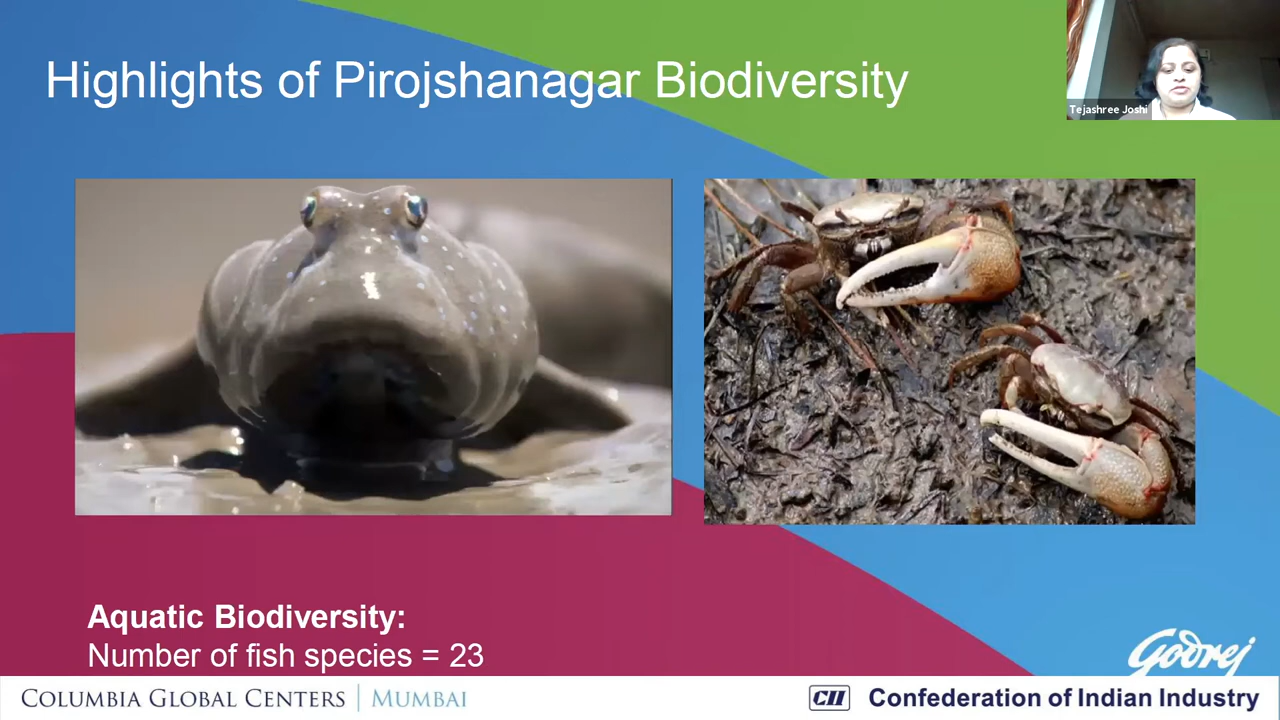 Highlights of Pirojshanagar Biodiversity
Tejashree Joshi
Aquatic Biodiversity:
Number of fish species = 23
Godrej
COLUMBIA GLOBAL CENTERS | MUMBAI
CII Confederation of Indian Industry